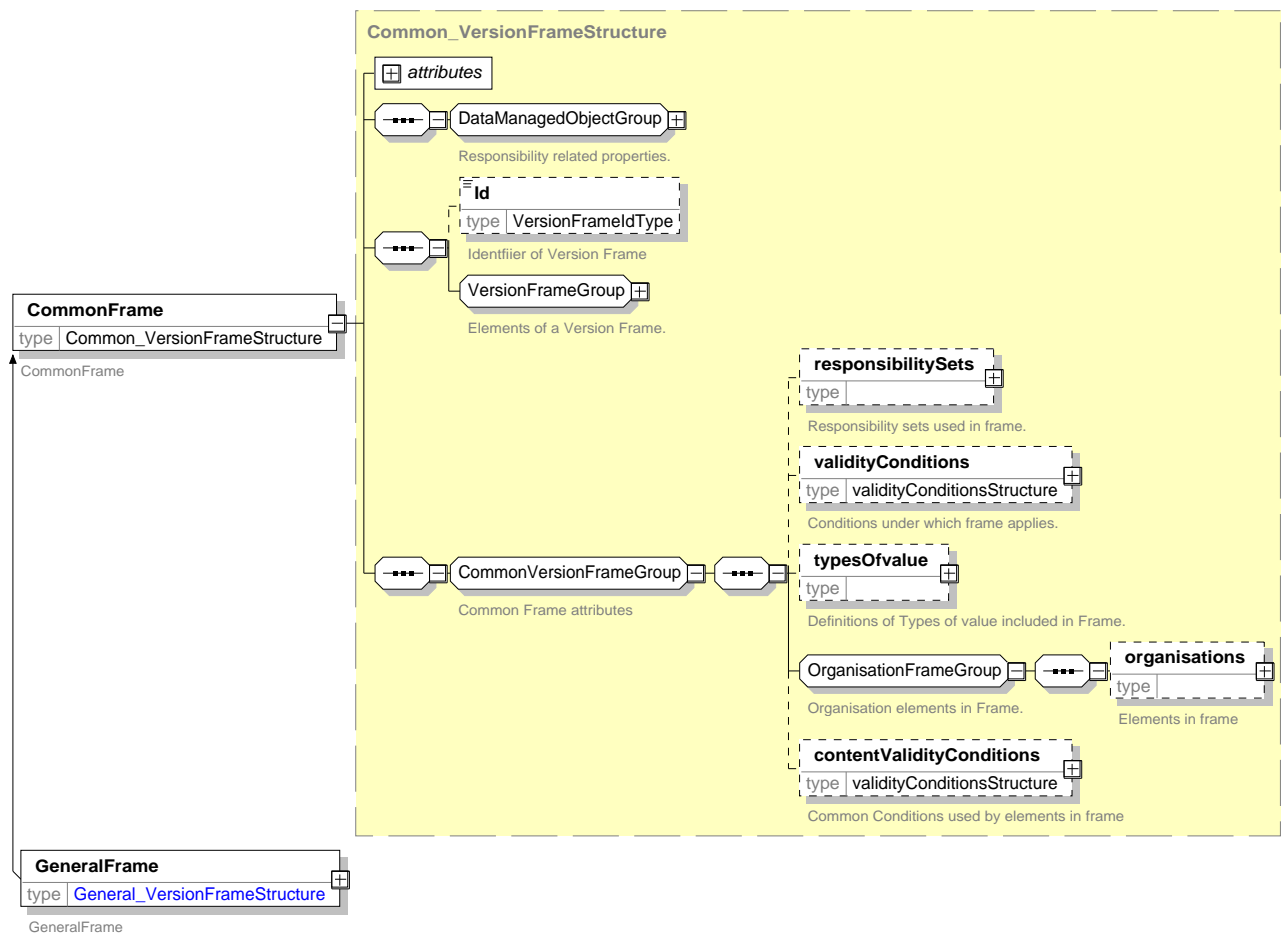 Common_VersionFrameStructure
attributes
DataManagedObjectGroup
Responsibility related properties.
Id
type VersionFrameIdType
Identfiier of Version Frame
VersionFrameGroup
Elements of a Version Frame.
CommonFrame
type Common_VersionFrameStructure
CommonFrame
responsibilitySets
type
Responsibility sets used in frame.
validityConditions
type validityConditionsStructure
Conditions under which frame applies.
typesOfvalue
type
Definitions of Types of value included in Frame.
CommonVersionFrameGroup
Common Frame attributes
OrganisationFrameGroup
Organisation elements in Frame.
organisations
type
Elements in frame
contentValidityConditions
type validityConditionsStructure
Common Conditions used by elements in frame
GeneralFrame
type General_VersionFrameStructure
GeneralFrame